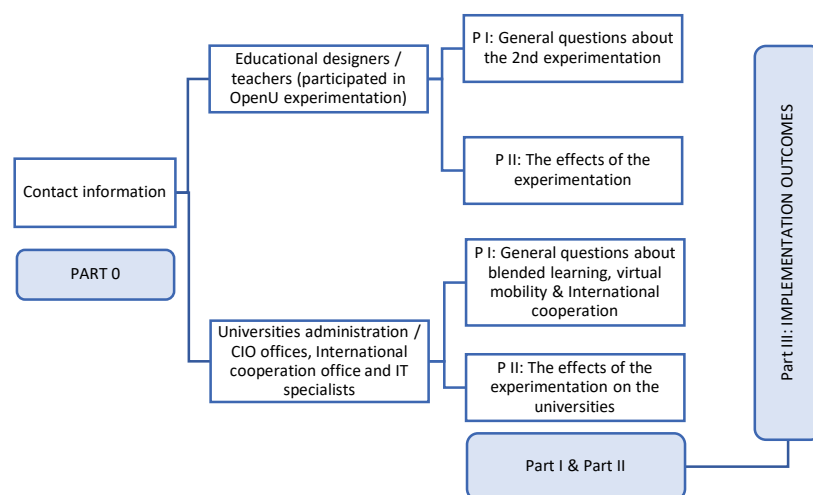 Educational designers /
teachers (participated in
OpenU experimentation)
P I: General questions about
the 2nd experimentation
P II: The effects of the
experimentation
Contact information
PART 0
Universities administration /
CIO offices, International
cooperation office and IT
specialists
P I: General questions about
blended learning, virtual
mobility & International
cooperation
P II: The effects of the
experimentation on the
universities
Part I & Part II
Part III: IMPLEMENTATION OUTCOMES